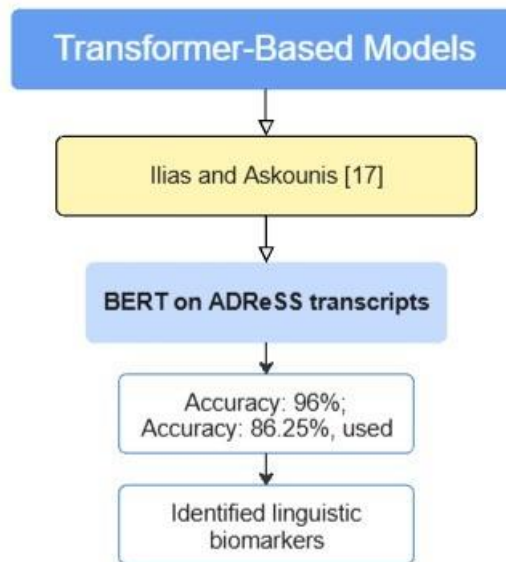 Transformer-Based Models
Ilias and Askounis [17]
BERT on ADReSS transcripts
Accuracy: 96%;
Accuracy: 86.25%, used
Identified linguistic
biomarkers